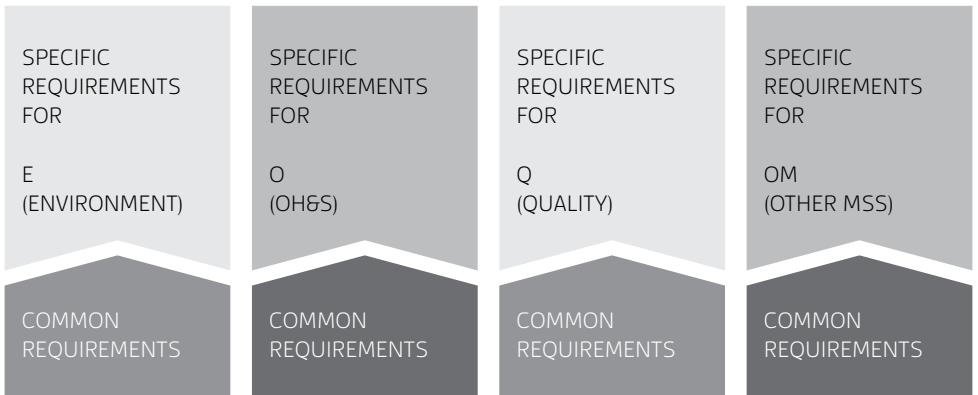 SPECIFIC
REQUIREMENTS
FOR
E
(ENVIRONMENT)
COMMON
REQUIREMENTS
SPECIFIC
REQUIREMENTS
FOR
O
(OH&S)
COMMON
REQUIREMENTS
SPECIFIC
REQUIREMENTS
FOR
Q
(QUALITY)
COMMON
REQUIREMENTS
SPECIFIC
REQUIREMENTS
FOR
OM
(OTHER MSS)
COMMON
REQUIREMENTS